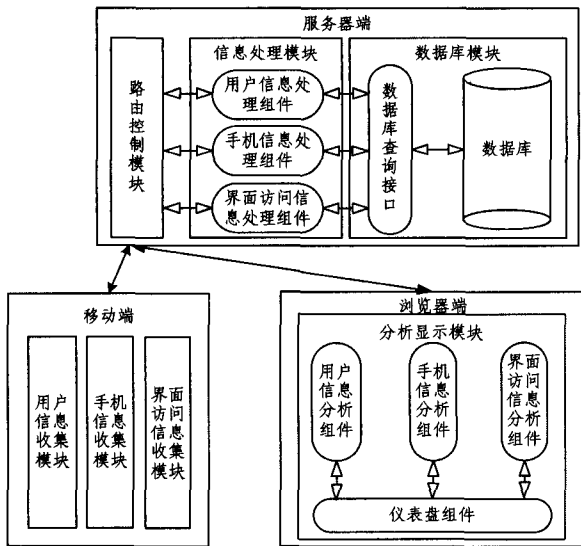 服务器端
路由控制模块
信息处理模块
用户信息处
理组件
手机信息处
理组件
界面访问信
息处理组件
数据库模块
数据库查询接口
数据库
移动端
用户
信息
收集
模块
手机
信息
收集
模块
界面
访问
信息
收集
模块
浏览器端
分析显示模块
用户
信息
分析
组件
手机
信息
分析
组件
界面
访问
信息
分析
组件
仪表盘组件